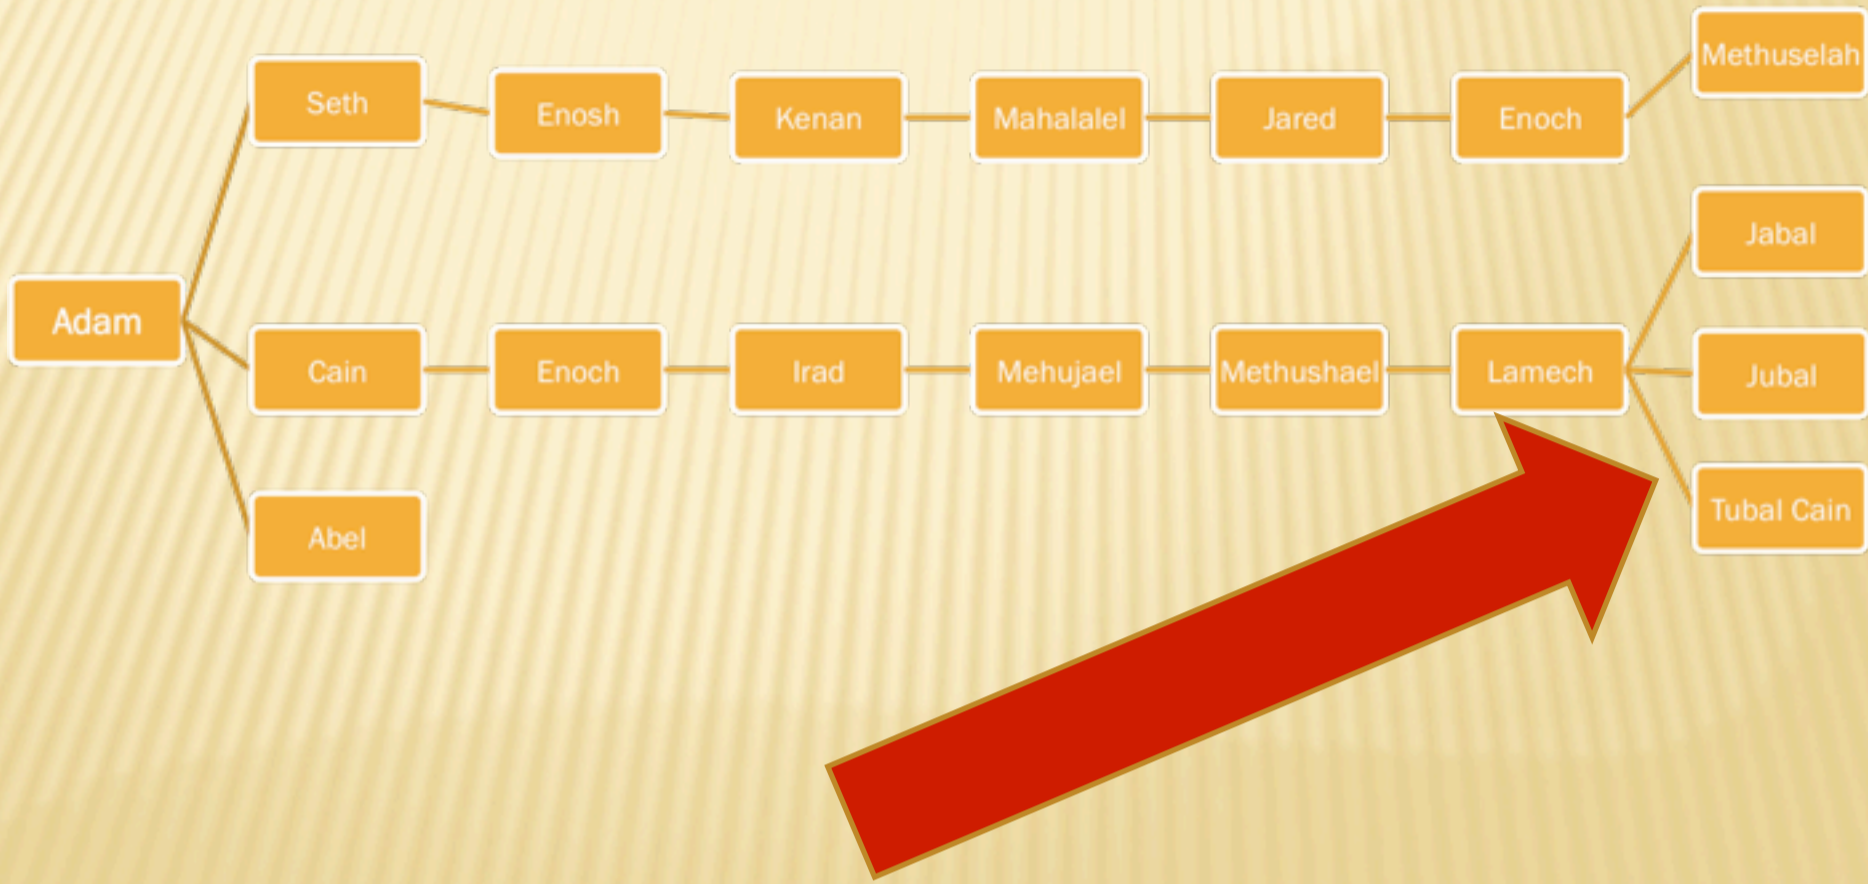 Adam
Seth
Enosh
Kenan
Mahalalel
Jared
Enoch
Methuselah
Cain
Enoch
Irad
Mehujael
Methushael
Lamech
Jabal
Jubal
Tubal Cain
Abel